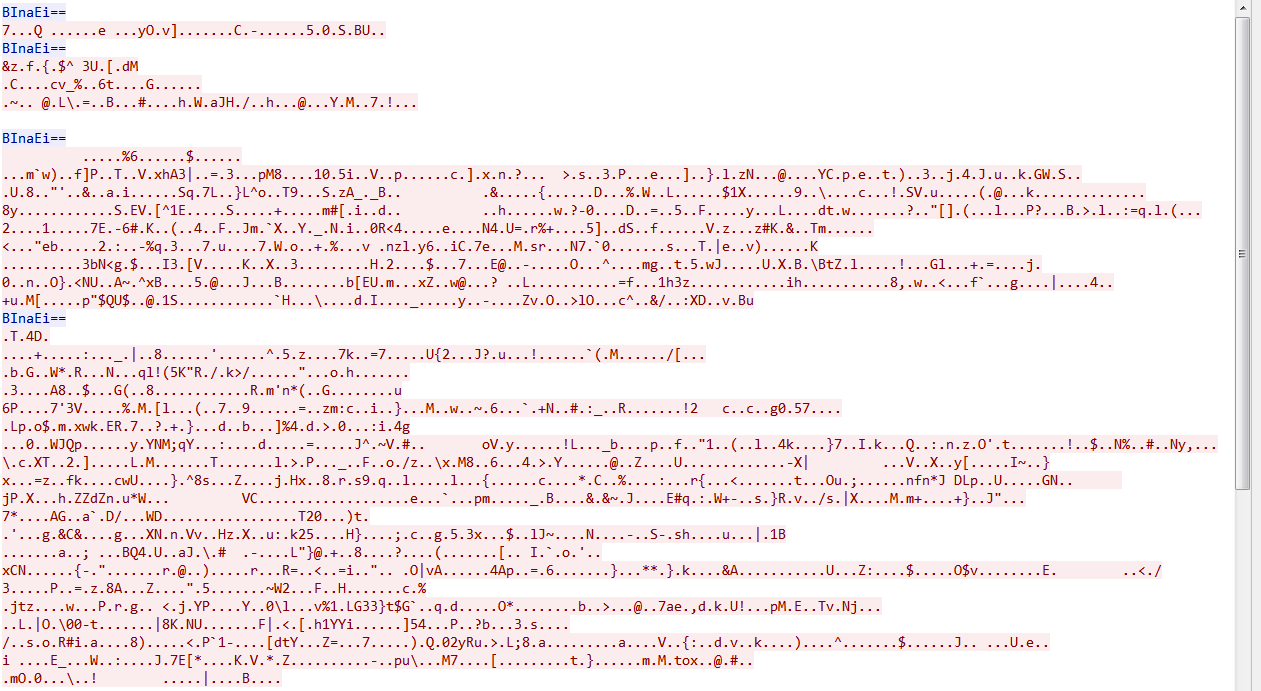 BInaEi==
7...Q ......e ...yO.v].......C.-......5.0.S.BU..
BInaEi==
&z.f.{.$^ 3U.[.dM
.C....cv_%..6t....G......
.~.. @.L\.=..B...#....h.W.aJH./..h...@...Y.M..7.!...
BInaEi==
.....%6......$......
...m`w)..f]P..T..V.xhA3|..=.3...pM8....10.5i..V..p......c.].x.n.?... >.s..3.P...e...]..}.l.zN...@....YC.p.e..t.)..3..j.4.J.u..k.GW.S..
.U.8.."'..&..a.i......Sq.7L..}L^o..T9...S.zA_._B.. .&.....{......D...%.W..L......$1X.....9..\....c...!.SV.u.....(.@...k
8y............S.EV.[.^1E.....S.....+.....m#[.i..d.. ..h......w.?-0....D..=..5..F.....y...L....dt.w.......?.."[].(...l...P?...B.>.l..:=q.l.(...
2....1.....7E.-6#.K..(..4..F..Jm.`X..Y._.N.i..0R<4.....e....N4.U=.r%+....5]..dS..f......V.z...z#K.&..Tm......
<..."eb.....2.:..-%q.3...7.u....7.W.o..+.%...v .nzl.y6..iC.7e...M.sr...N7.`0.......s...T.|e..v)......K
..........3bN<g.$...I3.[V.....K..X..3.........H.2....$...7...E@..-.....O...^....mg..t.5.wJ.....U.X.B.\BtZ.l.....!...Gl...+.=....j.
0..n..O}.<NU..A~.^xB....5.@...J...B........b[EU.m...xZ..w@...? ..L...........=f...1h3z............ih...........8,.w..<...f`...g....|....4..
+u.M[.....p"$QU$..@.1S............`H...\....d.I...._.....y..-....Zv.O..>lO...c^..&/..:XD..v.Bu
BInaEi==
.T.4D.
....+.....:..._.|..8......'......^.5.z....7k..=7.....U{2...J?.u...!......`(.M....../[...
.b.G..W*.R...N...ql!(5K"R./.k>/......"...o.h.......
.3....A8..$...G(..8............R.m'n*(..G........u
6P....7'3V.....%.M.[l...(..7..9......=..zm:c..i..}...M..w..~.6...`.+N..#.:_..R.......!2 c..c..g0.57....
.Lp.o$.m.xwk.ER.7..?.+.}...d..b...]%4.d.>.0...:i.4g
...0..WJQp......y.YNM;qY...:....d.....=.....J^.~V.#.. oV.y......!L..._b....p..f.."1..(..l..4k....}7..I.k...Q..:.n.z.O'.t.......!..$..N%..#..Ny,...
\.c.XT..2.].....L.M.......T.......l.>.P..._..F..o./z..\x.M8..6...4.>.Y......@..Z....U.............-X| ...V..X..y[.....I~..}
x...=z..fk....cwU....}.^8s...Z....j.Hx..8.r.s9.q..l.....l...{......c....*.C..%....:...r{...<.......t...Ou.;......nfn*J DLp..U.....GN..
jP.X...h.ZZdZn.u*W... VC...................e...`...pm......_.B....&.&~.J....E#q.:.W+-..s.}R.v../s.|X....M.m+....+}..J"...
7*....AG..a`.D/...WD.................T20...)t.
.'...g.&C&....g...XN.n.Vv..Hz.X..u:.k25....H}....;.c..g.5.3x...$..lJ~....N....-..S-.sh....u...|.1B
.......a..; ...BQ4.U..aJ.\.# .-....L"}@.+..8....?....(.......[.. I.`.o.'..
xCN......{-.".......r.@..).....r...R=..<..=i..".. .O|vA......4Ap..=.6.......}...**.}.k....&A...........U...Z:....$.....O$v........E. ..<./
3.....P..=.z.8A...Z....".5.......~W2...F..H.......c.%
.jtz....w...P.r.g.. <.j.YP....Y..0\l...v%1.LG33}t$G`..q.d.....O*........b..>...@..7ae.,d.k.U!...pM.E..Tv.Nj...
..L.|O.\00-t.......|8K.NU.......F|.<.[.h1YYi......]54...P..?b...3.s....
/..s.o.R#i.a....8).....<.P`1-....[dtY...Z=...7.....).Q.02yRu.>.L;8.a.........a....V..{:..d.v..k....)....^.......$......J.. ...U.e..
i ....E_...W..:....J.7E[*....K.V.*.Z..........-..pu\...M7....[.........t.}......m.M.tox..@.#..
.mO.0...\..! .....|....B....